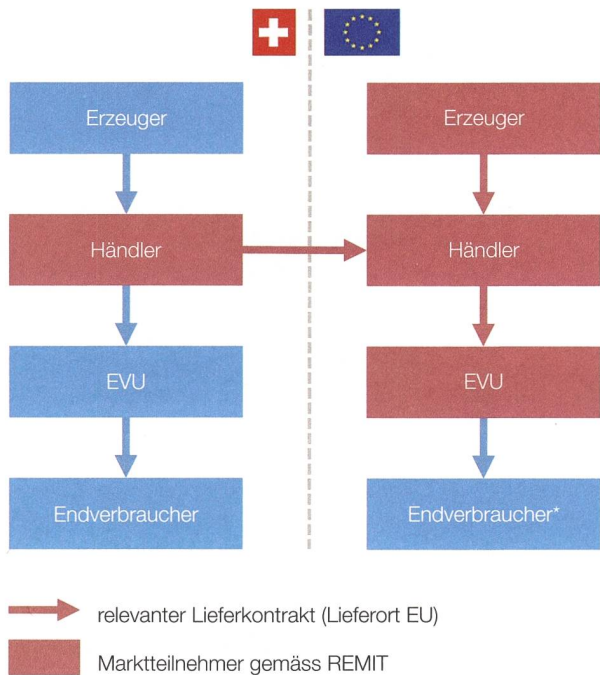 Erzeuger
Erzeuger
Händler
Händler
EVU
EVU
Endverbraucher
Endverbraucher*
relevanter Lieferkontrakt (Lieferort EU)
Marktteilnehmer gemäss REMIT